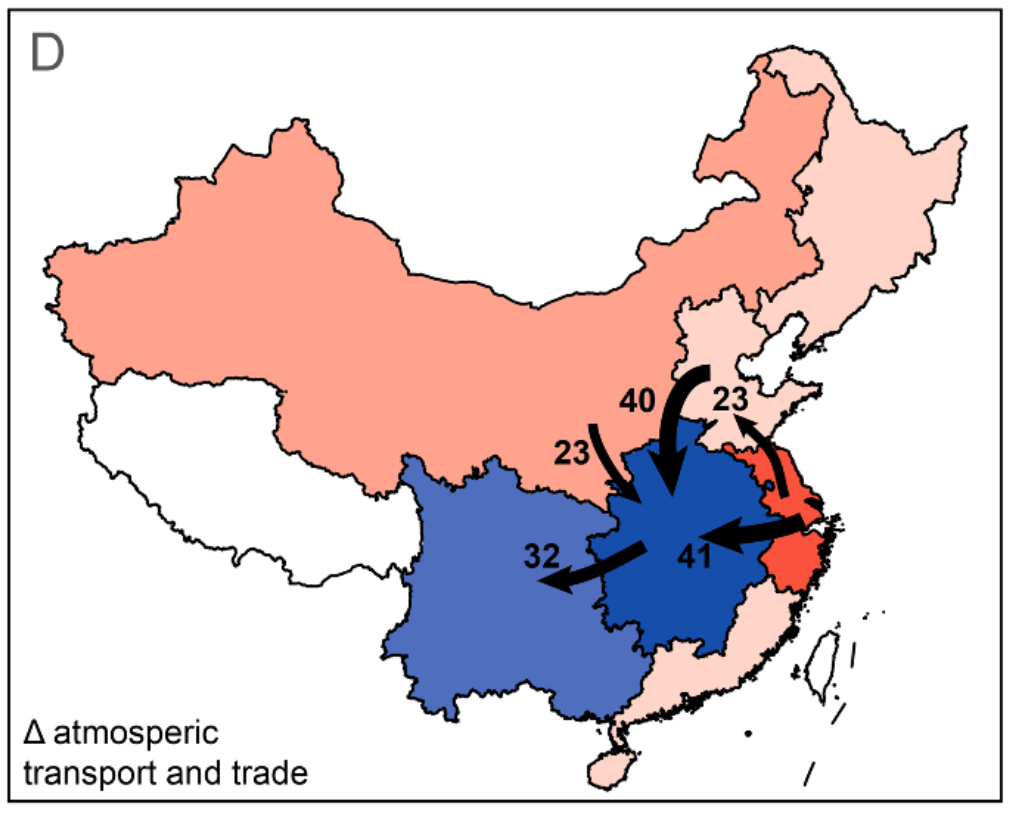 D
40
23
23
32
41
Δ atmosperic
transport and trade